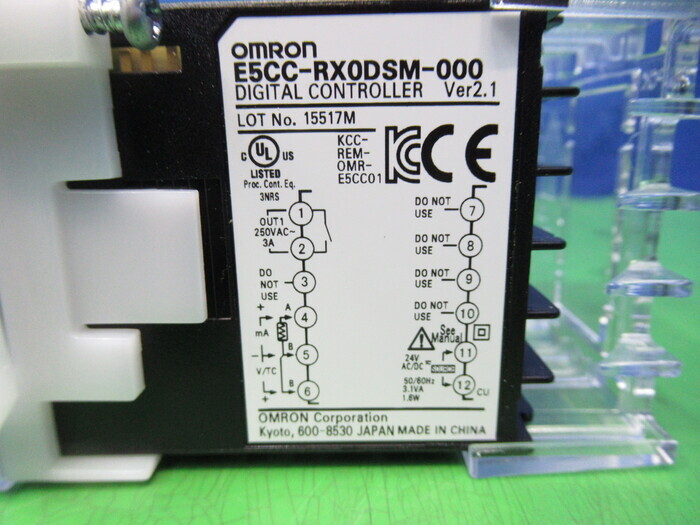 OMRON
E5CC-RX0DSM-000
DIGITAL CONTROLLER Ver2.1
LOT No. 15517M
C UL US
LISTED
Proc. Cont. Eq.
3NRS
KCC-
REM-
OMR-
E5CC01
KC CE
OUT1
250VAC~
3A
1
2
DO
NOT
USE
3
+
mA
A
4
−
B
5
V/TC
+
B
6
DO NOT
USE
7
DO NOT
USE
8
DO NOT
USE
9
DO NOT
USE
10
See
Manual
24V
AC/DC
11
50/60Hz
3.1VA
1.6W
12
CU
OMRON Corporation
Kyoto, 600-8530 JAPAN MADE IN CHINA